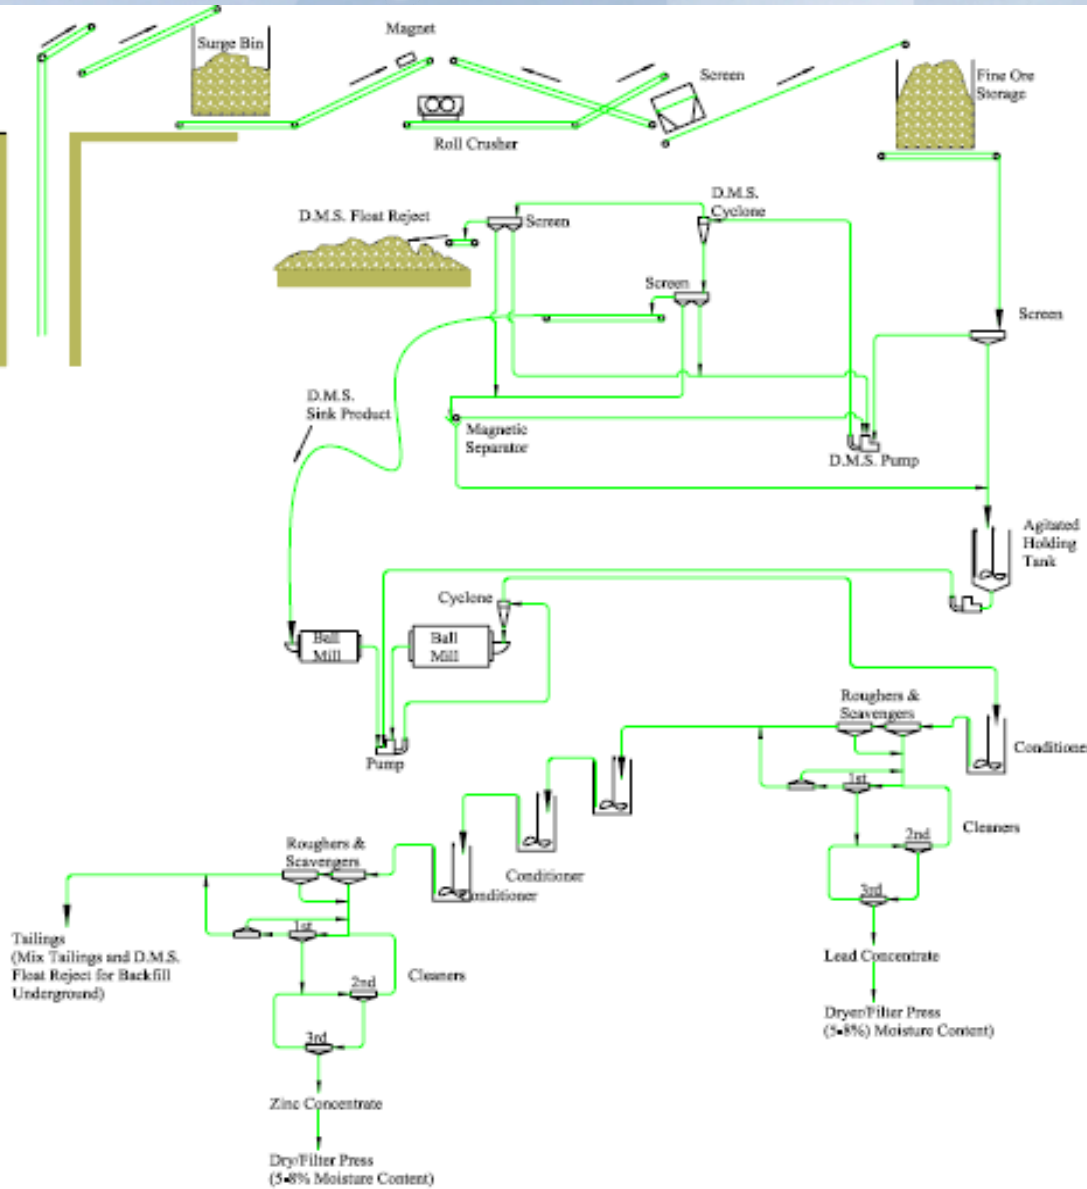 Surge Bin
Magnet
Roll Crusher
Screen
Fine Ore
Storage
D.M.S. Float Reject
Screen
D.M.S.
Cyclone
Screen
Screen
D.M.S.
Sink Product
Magnetic
Separator
D.M.S. Pump
Agitated
Holding
Tank
Cyclone
Ball
Mill
Ball
Mill
Pump
Roughers &
Scavengers
Conditioner
1st
2nd
Cleaners
3rd
Lead Concentrate
Dryer/Filter Press
(5-8%) Moisture Content)
Conditioner
Conditioner
Roughers &
Scavengers
1st
2nd
Cleaners
3rd
Tailings
(Mix Tailings and D.M.S.
Float Reject for Backfill
Underground)
Zinc Concentrate
Dry/Filter Press
(5-8% Moisture Content)